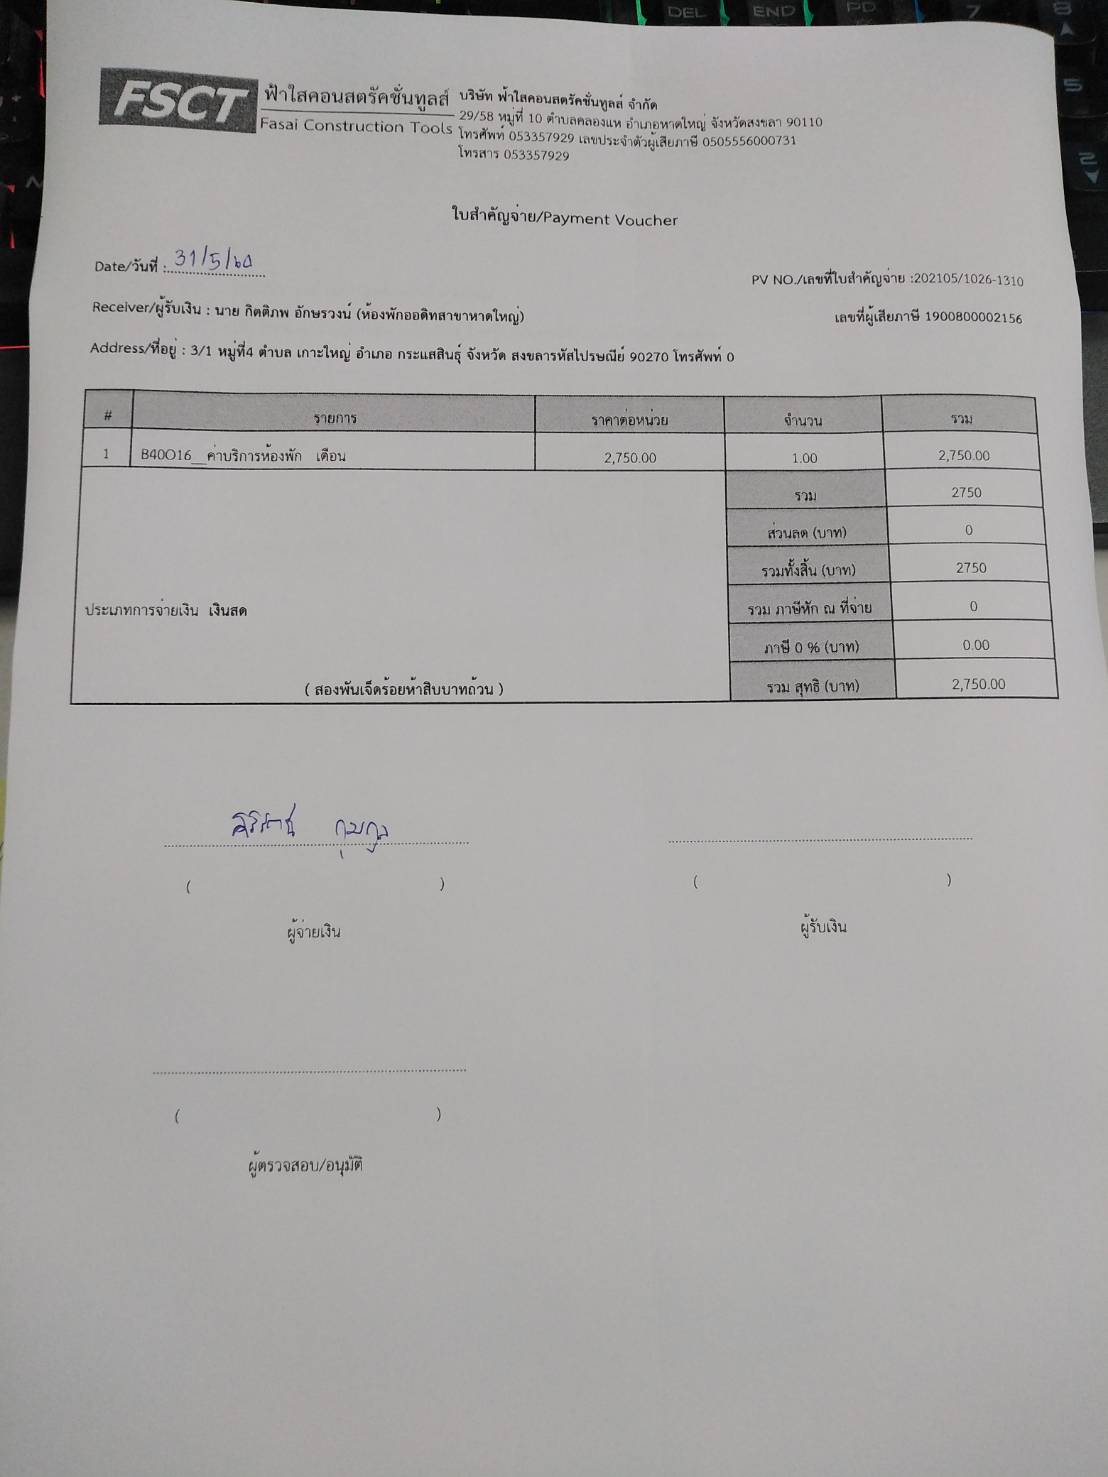 DEL END PD 7 8
5
2
FSCT ฟ้าใสคอนสตรัคชั่นทูลส์
Fasai Construction Tools
บริษัท ฟ้าใสคอนสตรัคชั่นทูลส์ จำกัด
29/58 หมู่ที่ 10 ตำบลคลองแห อำเภอหาดใหญ่ จังหวัดสงขลา 90110
โทรศัพท์ 053357929 เลขประจำตัวผู้เสียภาษี 0505556000731
โทรสาร 053357929
ใบสำคัญจ่าย/Payment Voucher
Date/วันที่ : 31/5/
PV NO./เลขที่ใบสำคัญจ่าย :202105/1026-1310
Receiver/ผู้รับเงิน : นาย กิตติภพ อักษรวงน์ (ห้องพักออดิทสาขาหาดใหญ่)
เลขที่ผู้เสียภาษี 1900800002156
Address/ที่อยู่ : 3/1 หมู่ที่4 ตำบล เกาะใหญ่ อำเภอ กระแสสินธุ์ จังหวัด สงขลารหัสไปรษณีย์ 90270 โทรศัพท์ 0
# รายการ ราคาต่อหน่วย จำนวน รวม
1 B40O16__ค่าบริการห้องพัก เดือน 2,750.00 1.00 2,750.00
รวม 2750
ส่วนลด (บาท) 0
รวมทั้งสิ้น (บาท) 2750
ประเภทการจ่ายเงิน เงินสด
รวม ภาษีหัก ณ ที่จ่าย 0
ภาษี 0 % (บาท) 0.00
( สองพันเจ็ดร้อยห้าสิบบาทถ้วน )
รวม สุทธิ (บาท) 2,750.00
( )
( )
ผู้จ่ายเงิน
ผู้รับเงิน
( )
ผู้ตรวจสอบ/อนุมัติ